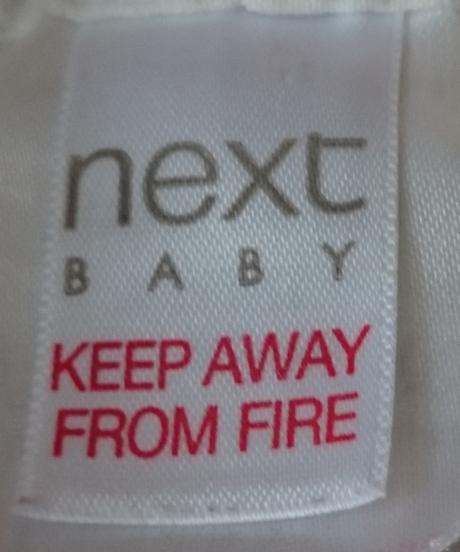 next
BABY
KEEP AWAY
FROM FIRE